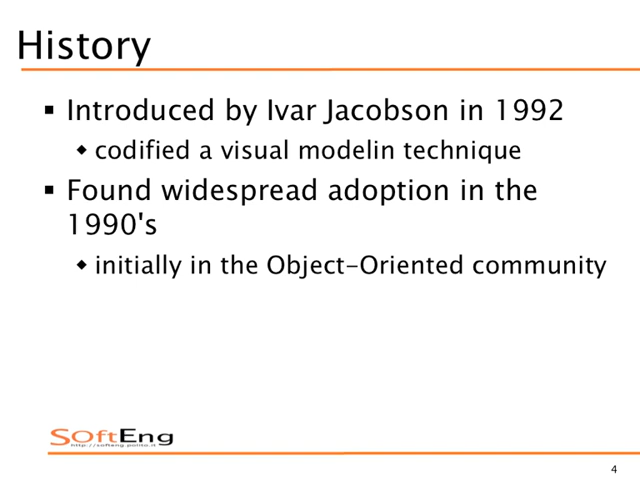 History
▪ Introduced by Ivar Jacobson in 1992
◆ codified a visual modelin technique
▪ Found widespread adoption in the
1990's
◆ initially in the Object-Oriented community
SOftEng
http://softeng.polito.it
4